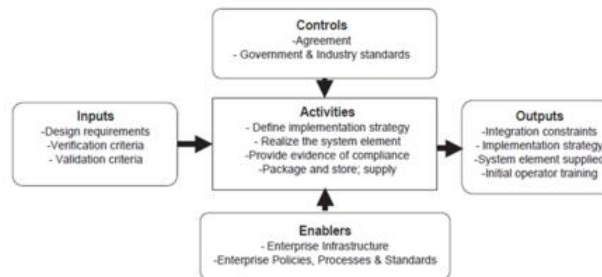 Controls
-Agreement
- Government & Industry standards
Inputs
-Design requirements
-Verification criteria
- Validation criteria
Activities
- Define implementation strategy
- Realize the system element
-Provide evidence of compliance
-Package and store; supply
Outputs
-Integration constraints
- Implementation strategy
-System element supplied
-Initial operator training
Enablers
- Enterprise Infrastructure
-Enterprise Policies, Processes & Standards